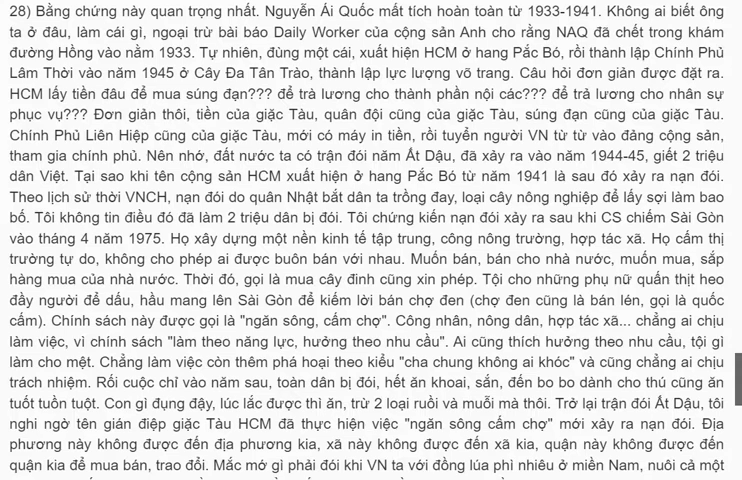 28) Bằng chứng này quan trọng nhất. Nguyễn Ái Quốc mất tích hoàn toàn từ 1933-1941. Không ai biết ông
ta ở đâu, làm cái gì, ngoại trừ bài báo Daily Worker của cộng sản Anh cho rằng NAQ đã chết trong khám
đường Hồng vào nằm 1933. Tự nhiên, đùng một cái, xuất hiện HCM ở hang Pắc Bó, rồi thành lập Chính Phủ
Lâm Thời vào năm 1945 ở Cây Đa Tân Trào, thành lập lực lượng võ trang. Câu hỏi đơn giản được đặt ra.
HCM lấy tiền đâu để mua súng đạn??? để trả lương cho thành phần nội các??? để trả lương cho nhân sự
phục vụ??? Đơn giản thôi, tiền của giặc Tàu, quân đội cũng của giặc Tàu, súng đạn cũng của giặc Tàu.
Chính Phủ Liên Hiệp cũng của giặc Tàu, mới có máy in tiền, rồi tuyển người VN từ từ vào đảng cộng sản,
tham gia chính phủ. Nên nhớ, đất nước ta có trận đói năm Ất Dậu, đã xảy ra vào năm 1944-45, giết 2 triệu
dân Việt. Tại sao khi tên cộng sản HCM xuất hiện ở hang Pắc Bó từ năm 1941 là sau đó xảy ra nạn đói.
Theo lịch sử thời VNCH, nạn đói do quân Nhật bắt dân ta trồng đay, loại cây nông nghiệp để lấy sợi làm bao
bố. Tôi không tin điều đó đã làm 2 triệu dân bị đói. Tôi chứng kiến nạn đói xảy ra sau khi CS chiếm Sài Gòn
vào tháng 4 năm 1975. Họ xây dựng một nền kinh tế tập trung, công nông trường, hợp tác xã. Họ cấm thị
trường tự do, không cho phép ai được buôn bán với nhau. Muốn bán, bán cho nhà nước, muốn mua, sắp
hàng mua của nhà nước. Thời đó, gọi là mua cây đinh cũng xin phép. Tội cho những phụ nữ quấn thịt heo
đầy người để dấu, hầu mang lên Sài Gòn để kiếm lời bán chợ đen (chợ đen cũng là bán lén, gọi là quốc
cấm). Chính sách này được gọi là "ngăn sông, cấm chợ". Công nhân, nông dân, hợp tác xã... chẳng ai chịu
làm việc, vì chính sách "làm theo năng lực, hưởng theo nhu cầu". Ai cũng thích hưởng theo nhu cầu, tội gì
làm cho mệt. Chẳng làm việc còn thêm phá hoại theo kiểu "cha chung không ai khóc" và cũng chẳng ai chịu
trách nhiệm. Rối cuộc chỉ vào năm sau, toàn dân bị đói, hết ăn khoai, sắn, đến bo bo dành cho thú cũng ăn
tuốt tuồn tuột. Con gì đụng đậy, lúc lắc được thì ăn, trừ 2 loại ruồi và muỗi mà thôi. Trở lại trận đói Ất Dậu, tôi
nghi ngờ tên gián điệp giặc Tàu HCM đã thực hiện việc "ngăn sông cấm chợ" mới xảy ra nạn đói. Địa
phương này không được đến địa phương kia, xã này không được đến xã kia, quận này không được đến
quận kia để mua bán, trao đổi. Mắc mớ gì phải đói khi VN ta với đồng lúa phì nhiêu ở miền Nam, nuôi cả một